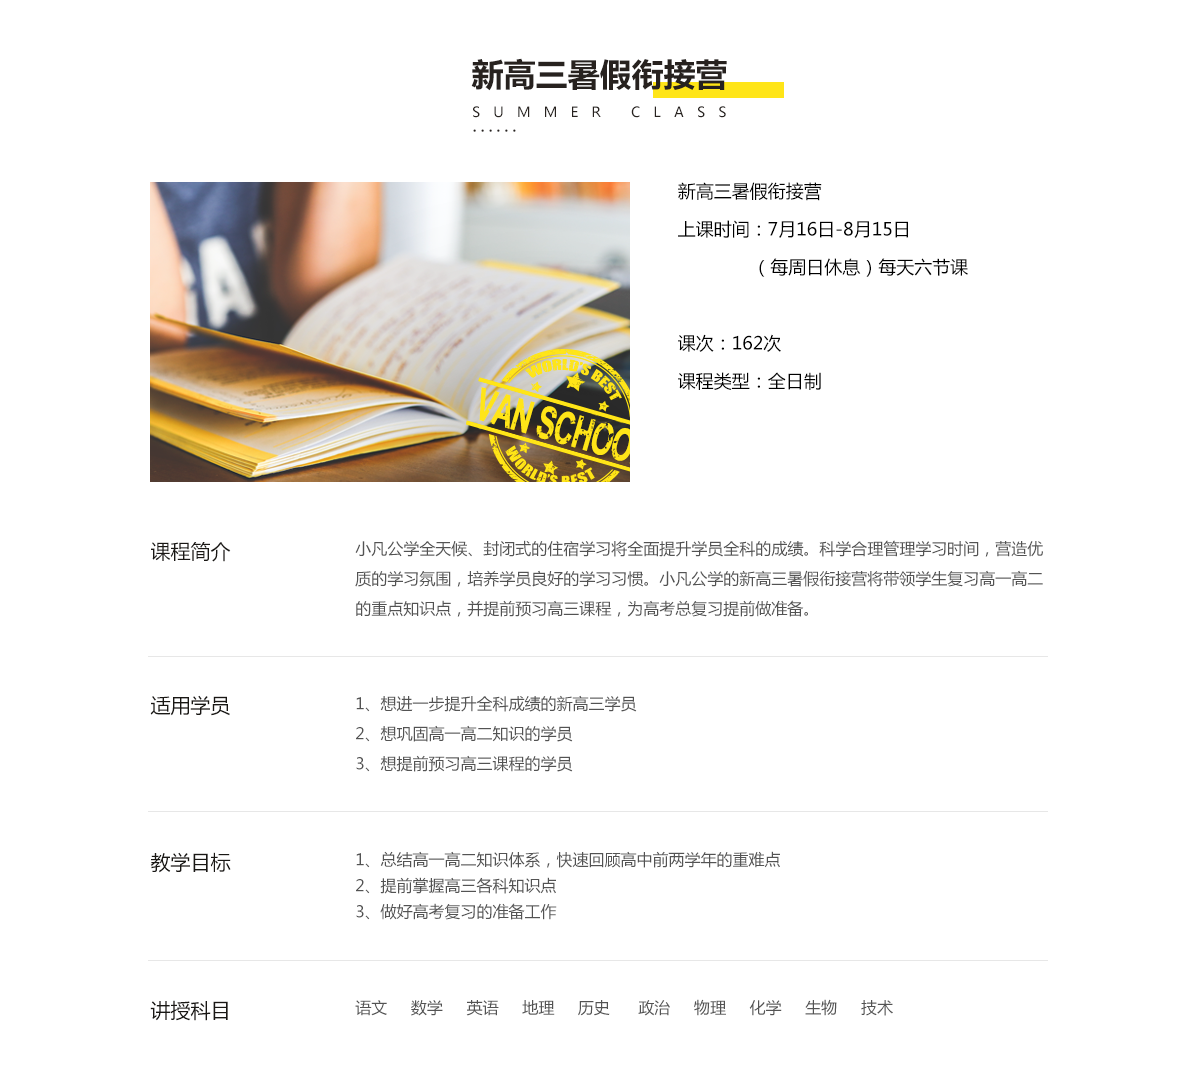 新高三暑假衔接营
SUMMER CLASS
······
新高三暑假衔接营
上课时间：7月16日-8月15日
（每周日休息）每天六节课
课次：162次
课程类型：全日制
WORLD'S BEST
VAN SCHOO
WORLD'S BEST
课程简介
小凡公学全天候、封闭式的住宿学习将全面提升学员全科的成绩。科学合理管理学习时间，营造优
质的学习氛围，培养学员良好的学习习惯。小凡公学的新高三暑假衔接营将带领学生复习高一高二
的重点知识点，并提前预习高三课程，为高考总复习提前做准备。
适用学员
1、想进一步提升全科成绩的新高三学员
2、想巩固高一高二知识的学员
3、想提前预习高三课程的学员
教学目标
1、总结高一高二知识体系，快速回顾高中前两学年的重难点
2、提前掌握高三各科知识点
3、做好高考复习的准备工作
讲授科目
语文 数学 英语 地理 历史 政治 物理 化学 生物 技术